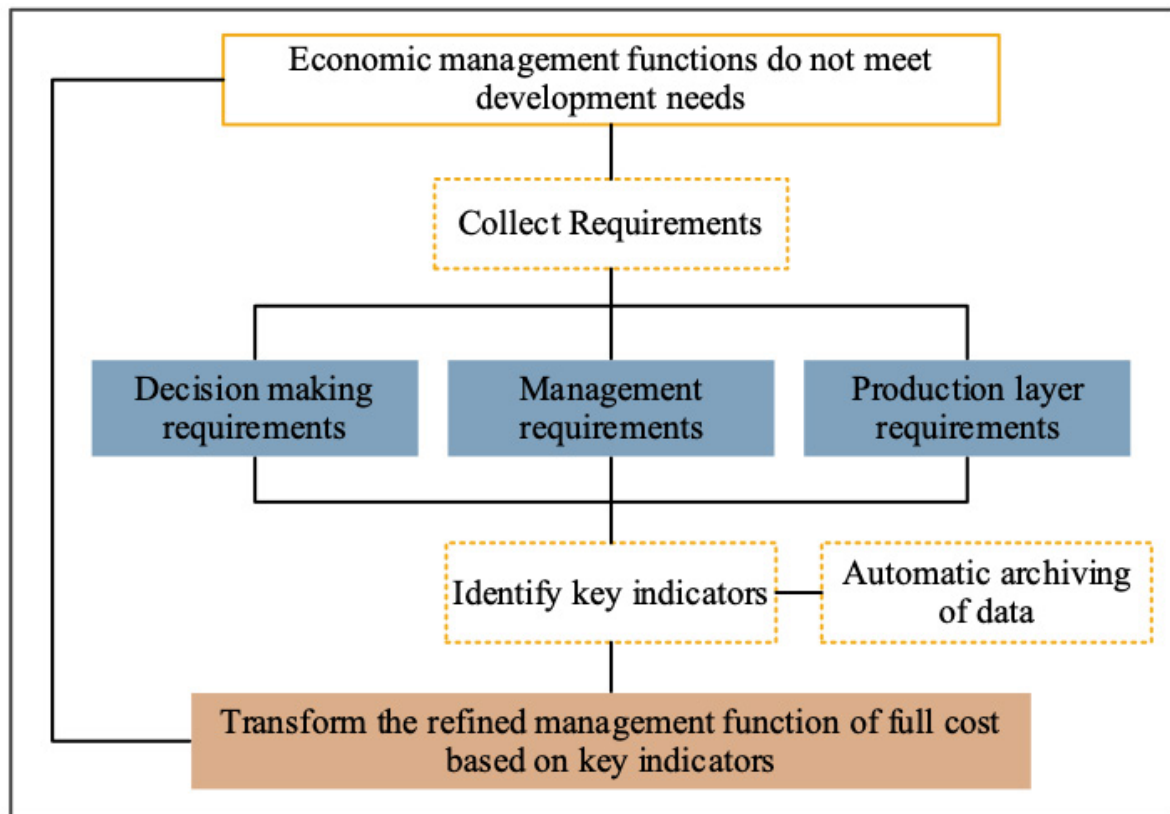 Economic management functions do not meet
development needs
Collect Requirements
Decision making
requirements
Management
requirements
Production layer
requirements
Identify key indicators
Automatic archiving
of data
Transform the refined management function of full cost
based on key indicators